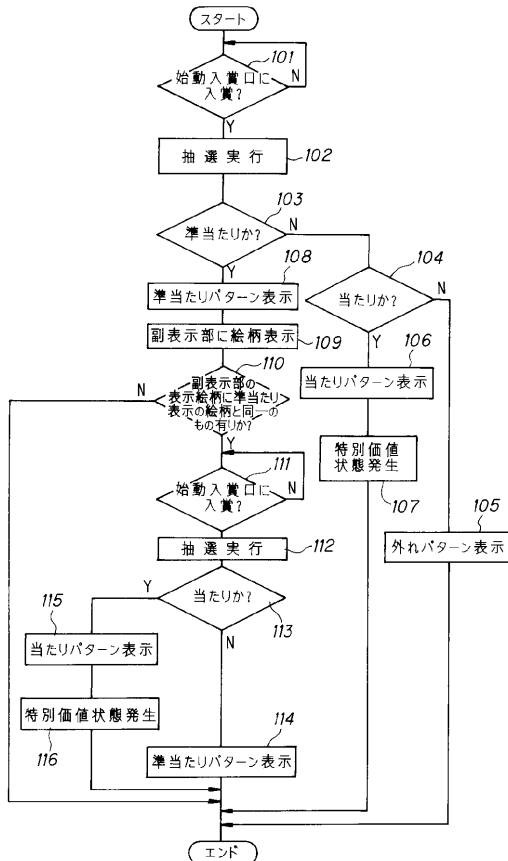 スタート
101
始動入賞口に
入賞?
N
Y
抽選実行
102
103
準当たりか?
N
Y
108
104
準当たりパターン表示
当たりか?
N
Y
副表示部に絵柄表示
109
106
110
当たりパターン表示
N
副表示部の
表示絵柄に準当たり
表示の絵柄と同一の
もの有りか?
Y
特別価値
状態発生
107
111
始動入賞口に
入賞?
N
105
外れパターン表示
抽選実行
112
Y
当たりか?
113
N
115
当たりパターン表示
特別価値状態発生
116
114
準当たりパターン表示
エンド